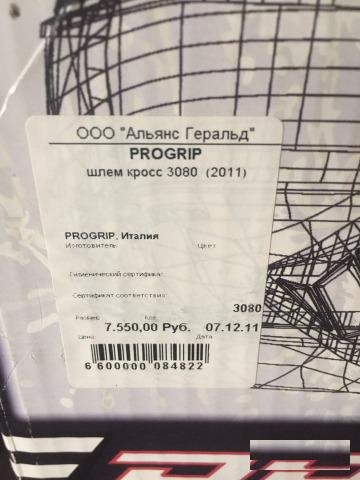 ООО "Альянс Геральд"
PROGRIP
шлем кросс 3080 (2011)
PROGRIP, Италия
Изготовитель Цвет
Гигиенический сертификат
Сертификат соответствия
3080
Размер Код
7.550,00 Руб. 07.12.11
Цена Дата
6 600000 084822